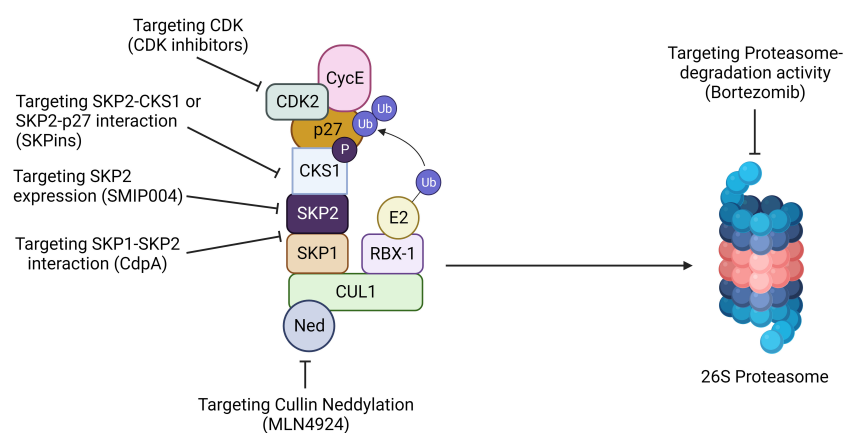 Targeting CDK
(CDK inhibitors)
Targeting Proteasome-
degradation activity
(Bortezomib)
CycE
CDK2
Ub
Ub
p27
P
Targeting SKP2-CKS1 or
SKP2-p27 interaction
(SKPins)
CKS1
Ub
Targeting SKP2
expression (SMIP004)
SKP2
E2
Targeting SKP1-SKP2
interaction (CdpA)
SKP1
RBX-1
CUL1
Ned
26S Proteasome
Targeting Cullin Neddylation
(MLN4924)